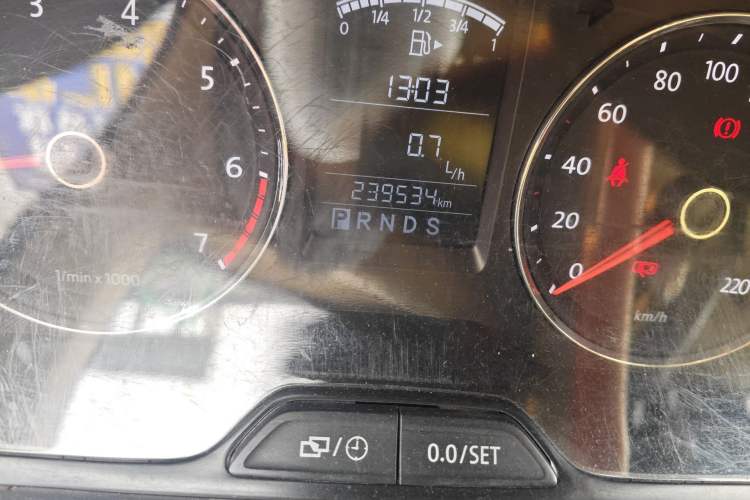 3 4 5 6 7
1/min x 1000
0 1/4 1/2 3/4 1
13:03
0.7 L/h
239534 km
P R N D S
0 20 40 60 80 100 220
km/h
0.0/SET